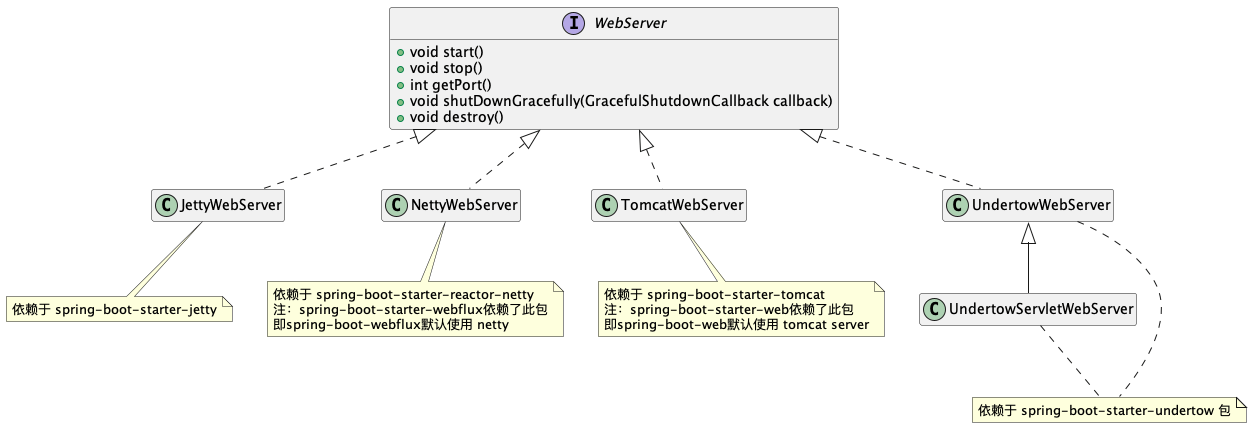 I WebServer
void start()
void stop()
int getPort()
void shutDownGracefully(GracefulShutdownCallback callback)
void destroy()
C JettyWebServer
C NettyWebServer
C TomcatWebServer
C UndertowWebServer
依赖于 spring-boot-starter-jetty
依赖于 spring-boot-starter-reactor-netty
注：spring-boot-starter-webflux依赖了此包
即spring-boot-webflux默认使用 netty
依赖于 spring-boot-starter-tomcat
注：spring-boot-starter-web依赖了此包
即spring-boot-web默认使用 tomcat server
C UndertowServletWebServer
依赖于 spring-boot-starter-undertow 包